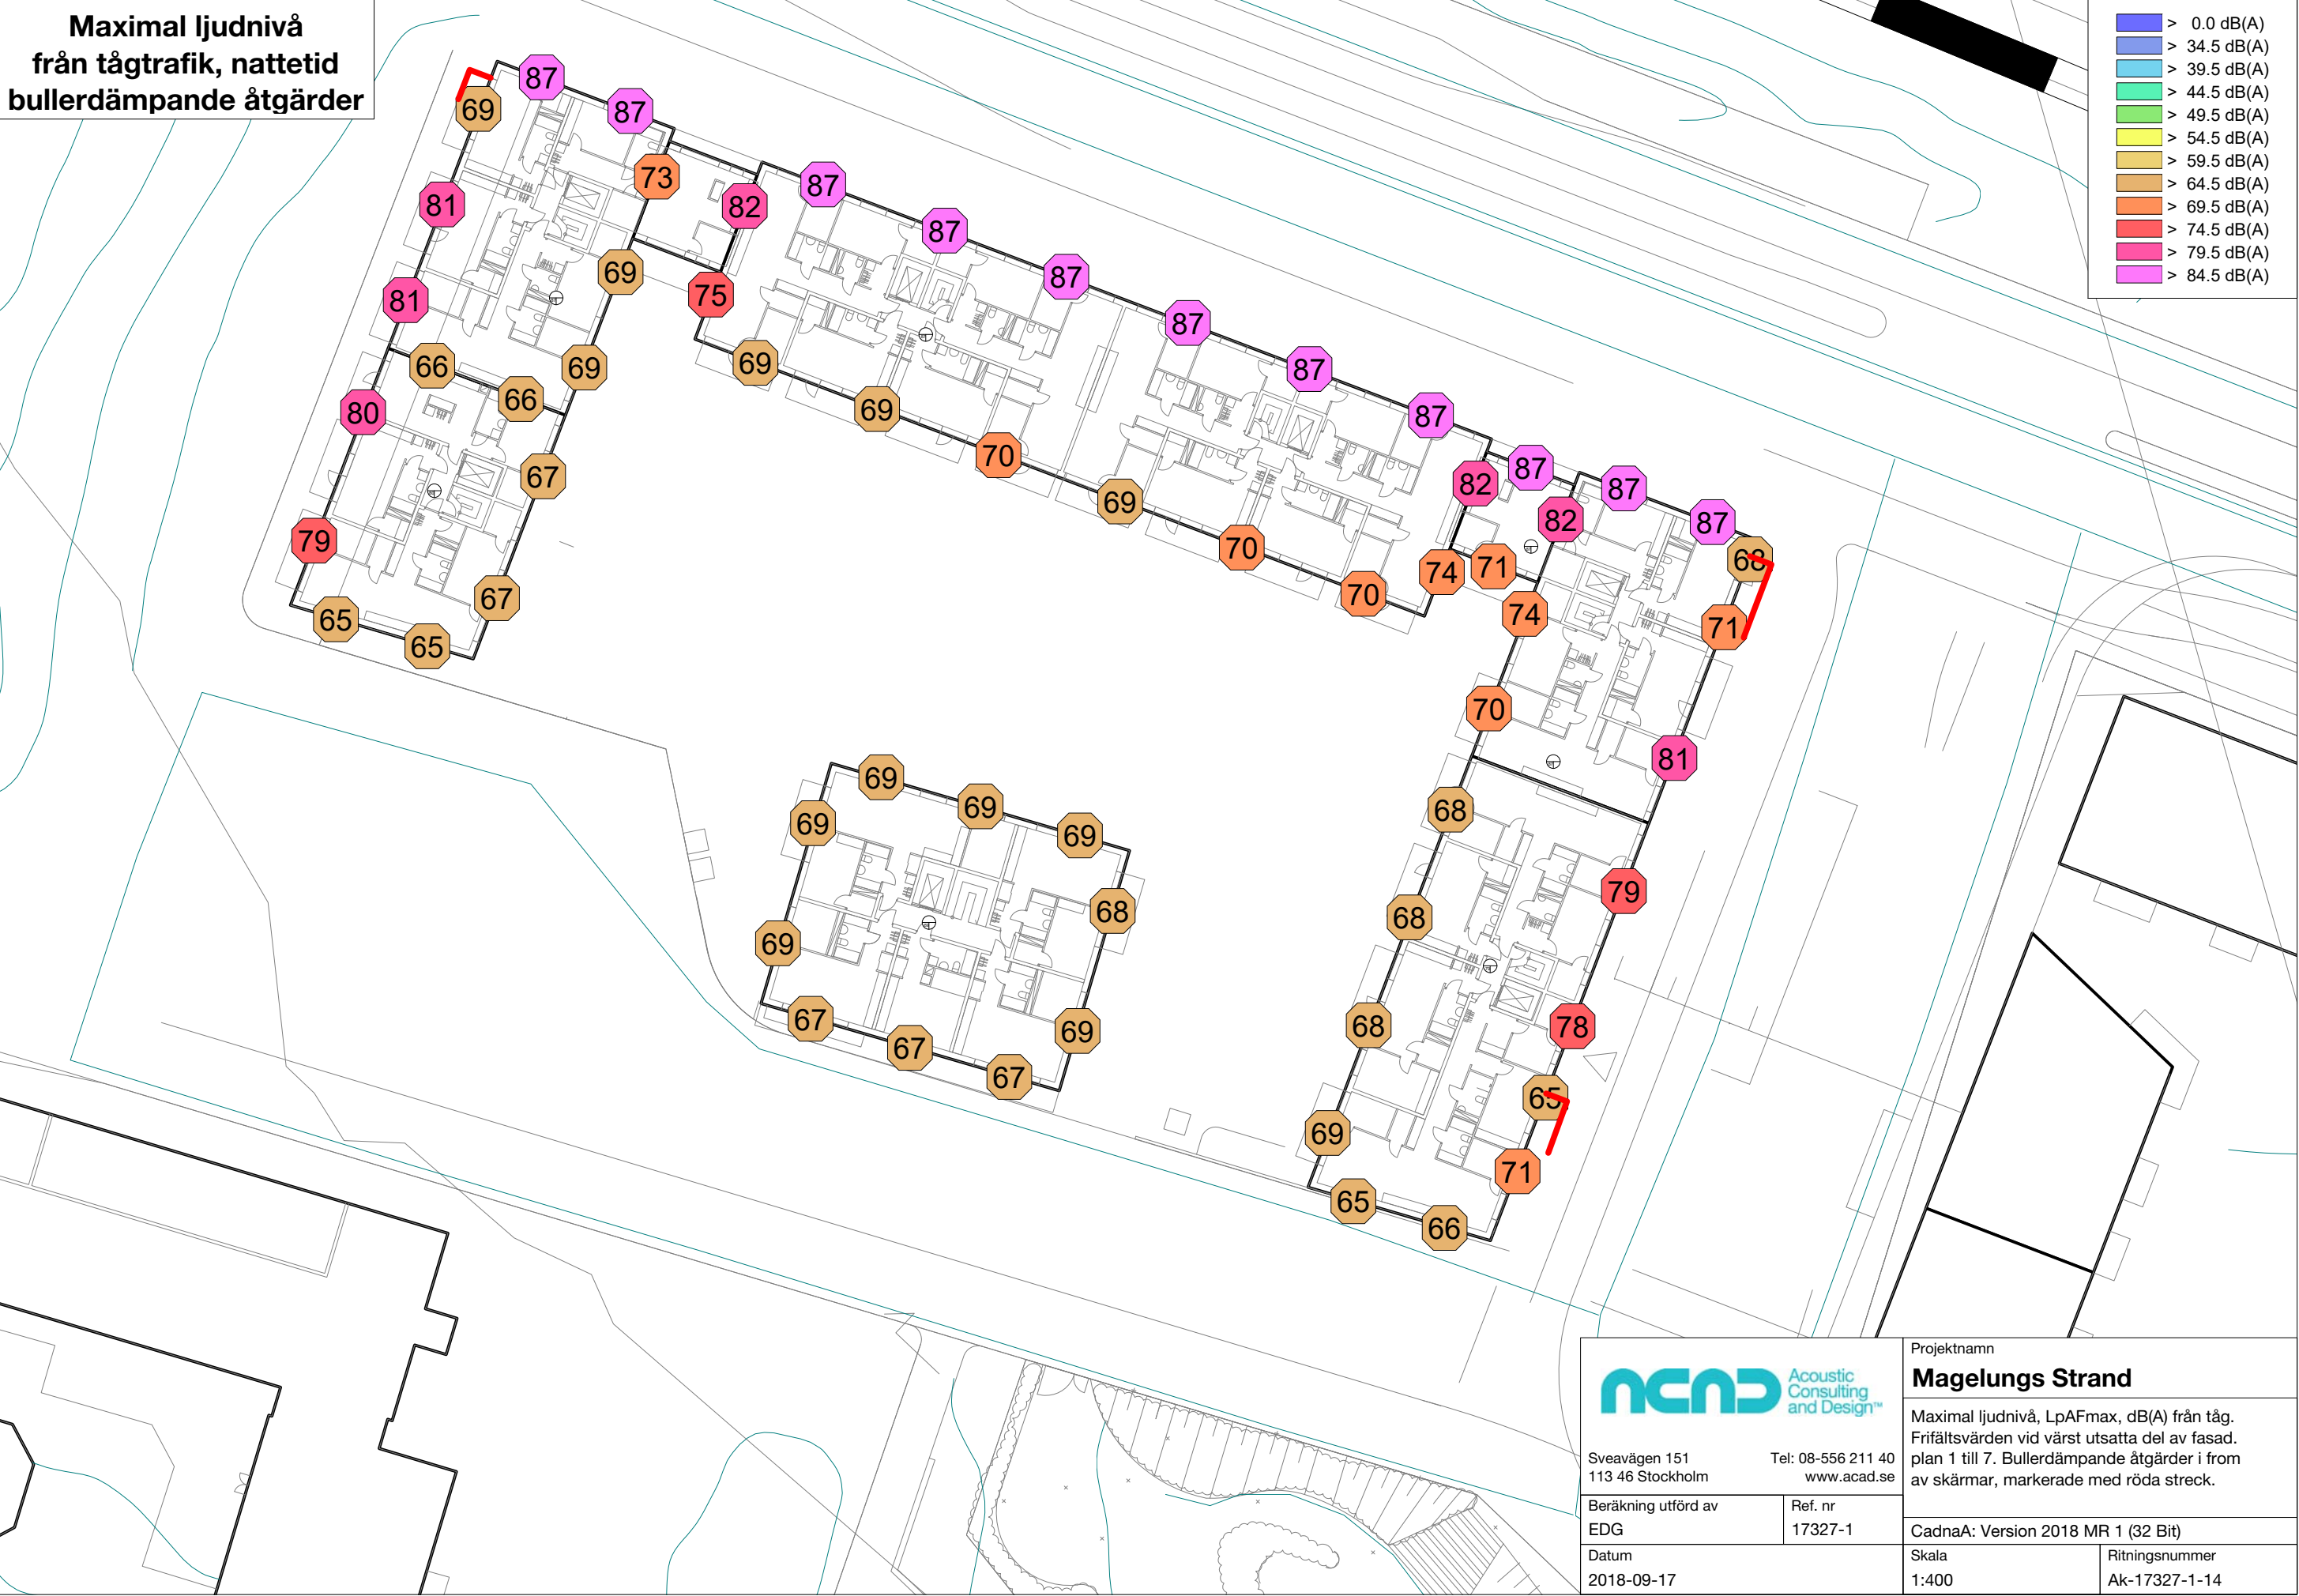 Maximal ljudnivå
från tågtrafik, nattetid
bullerdämpande åtgärder
> 0.0 dB(A)
> 34.5 dB(A)
> 39.5 dB(A)
> 44.5 dB(A)
> 49.5 dB(A)
> 54.5 dB(A)
> 59.5 dB(A)
> 64.5 dB(A)
> 69.5 dB(A)
> 74.5 dB(A)
> 79.5 dB(A)
> 84.5 dB(A)
87
69
87
73
81
82
87
87
69
87
81
75
87
66
69
69
87
66
80
69
87
70
87
67
82
87
69
87
79
82
70
68
67
74
71
70
65
74
71
65
70
81
69
69
68
69
69
79
68
68
69
67
68
78
69
67
67
65
69
71
65
66
Acoustic
Consulting
and Design™
Sveavägen 151 Tel: 08-556 211 40
113 46 Stockholm www.acad.se
Beräkning utförd av
EDG
Ref. nr
17327-1
Datum
2018-09-17
Projektnamn
Magelungs Strand
Maximal ljudnivå, LpAFmax, dB(A) från tåg.
Frifältsvärden vid värst utsatta del av fasad.
plan 1 till 7. Bullerdämpande åtgärder i from
av skärmar, markerade med röda streck.
CadnaA: Version 2018 MR 1 (32 Bit)
Skala
1:400
Ritningsnummer
Ak-17327-1-14